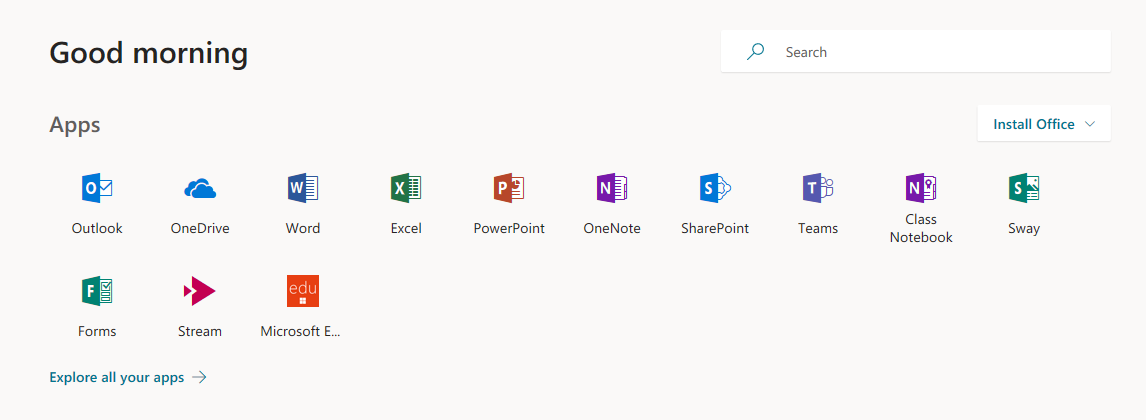 Good morning
Search
Apps
Install Office
Outlook
OneDrive
Word
Excel
PowerPoint
OneNote
SharePoint
Teams
Class
Notebook
Sway
Forms
Stream
edu
Microsoft E...
Explore all your apps